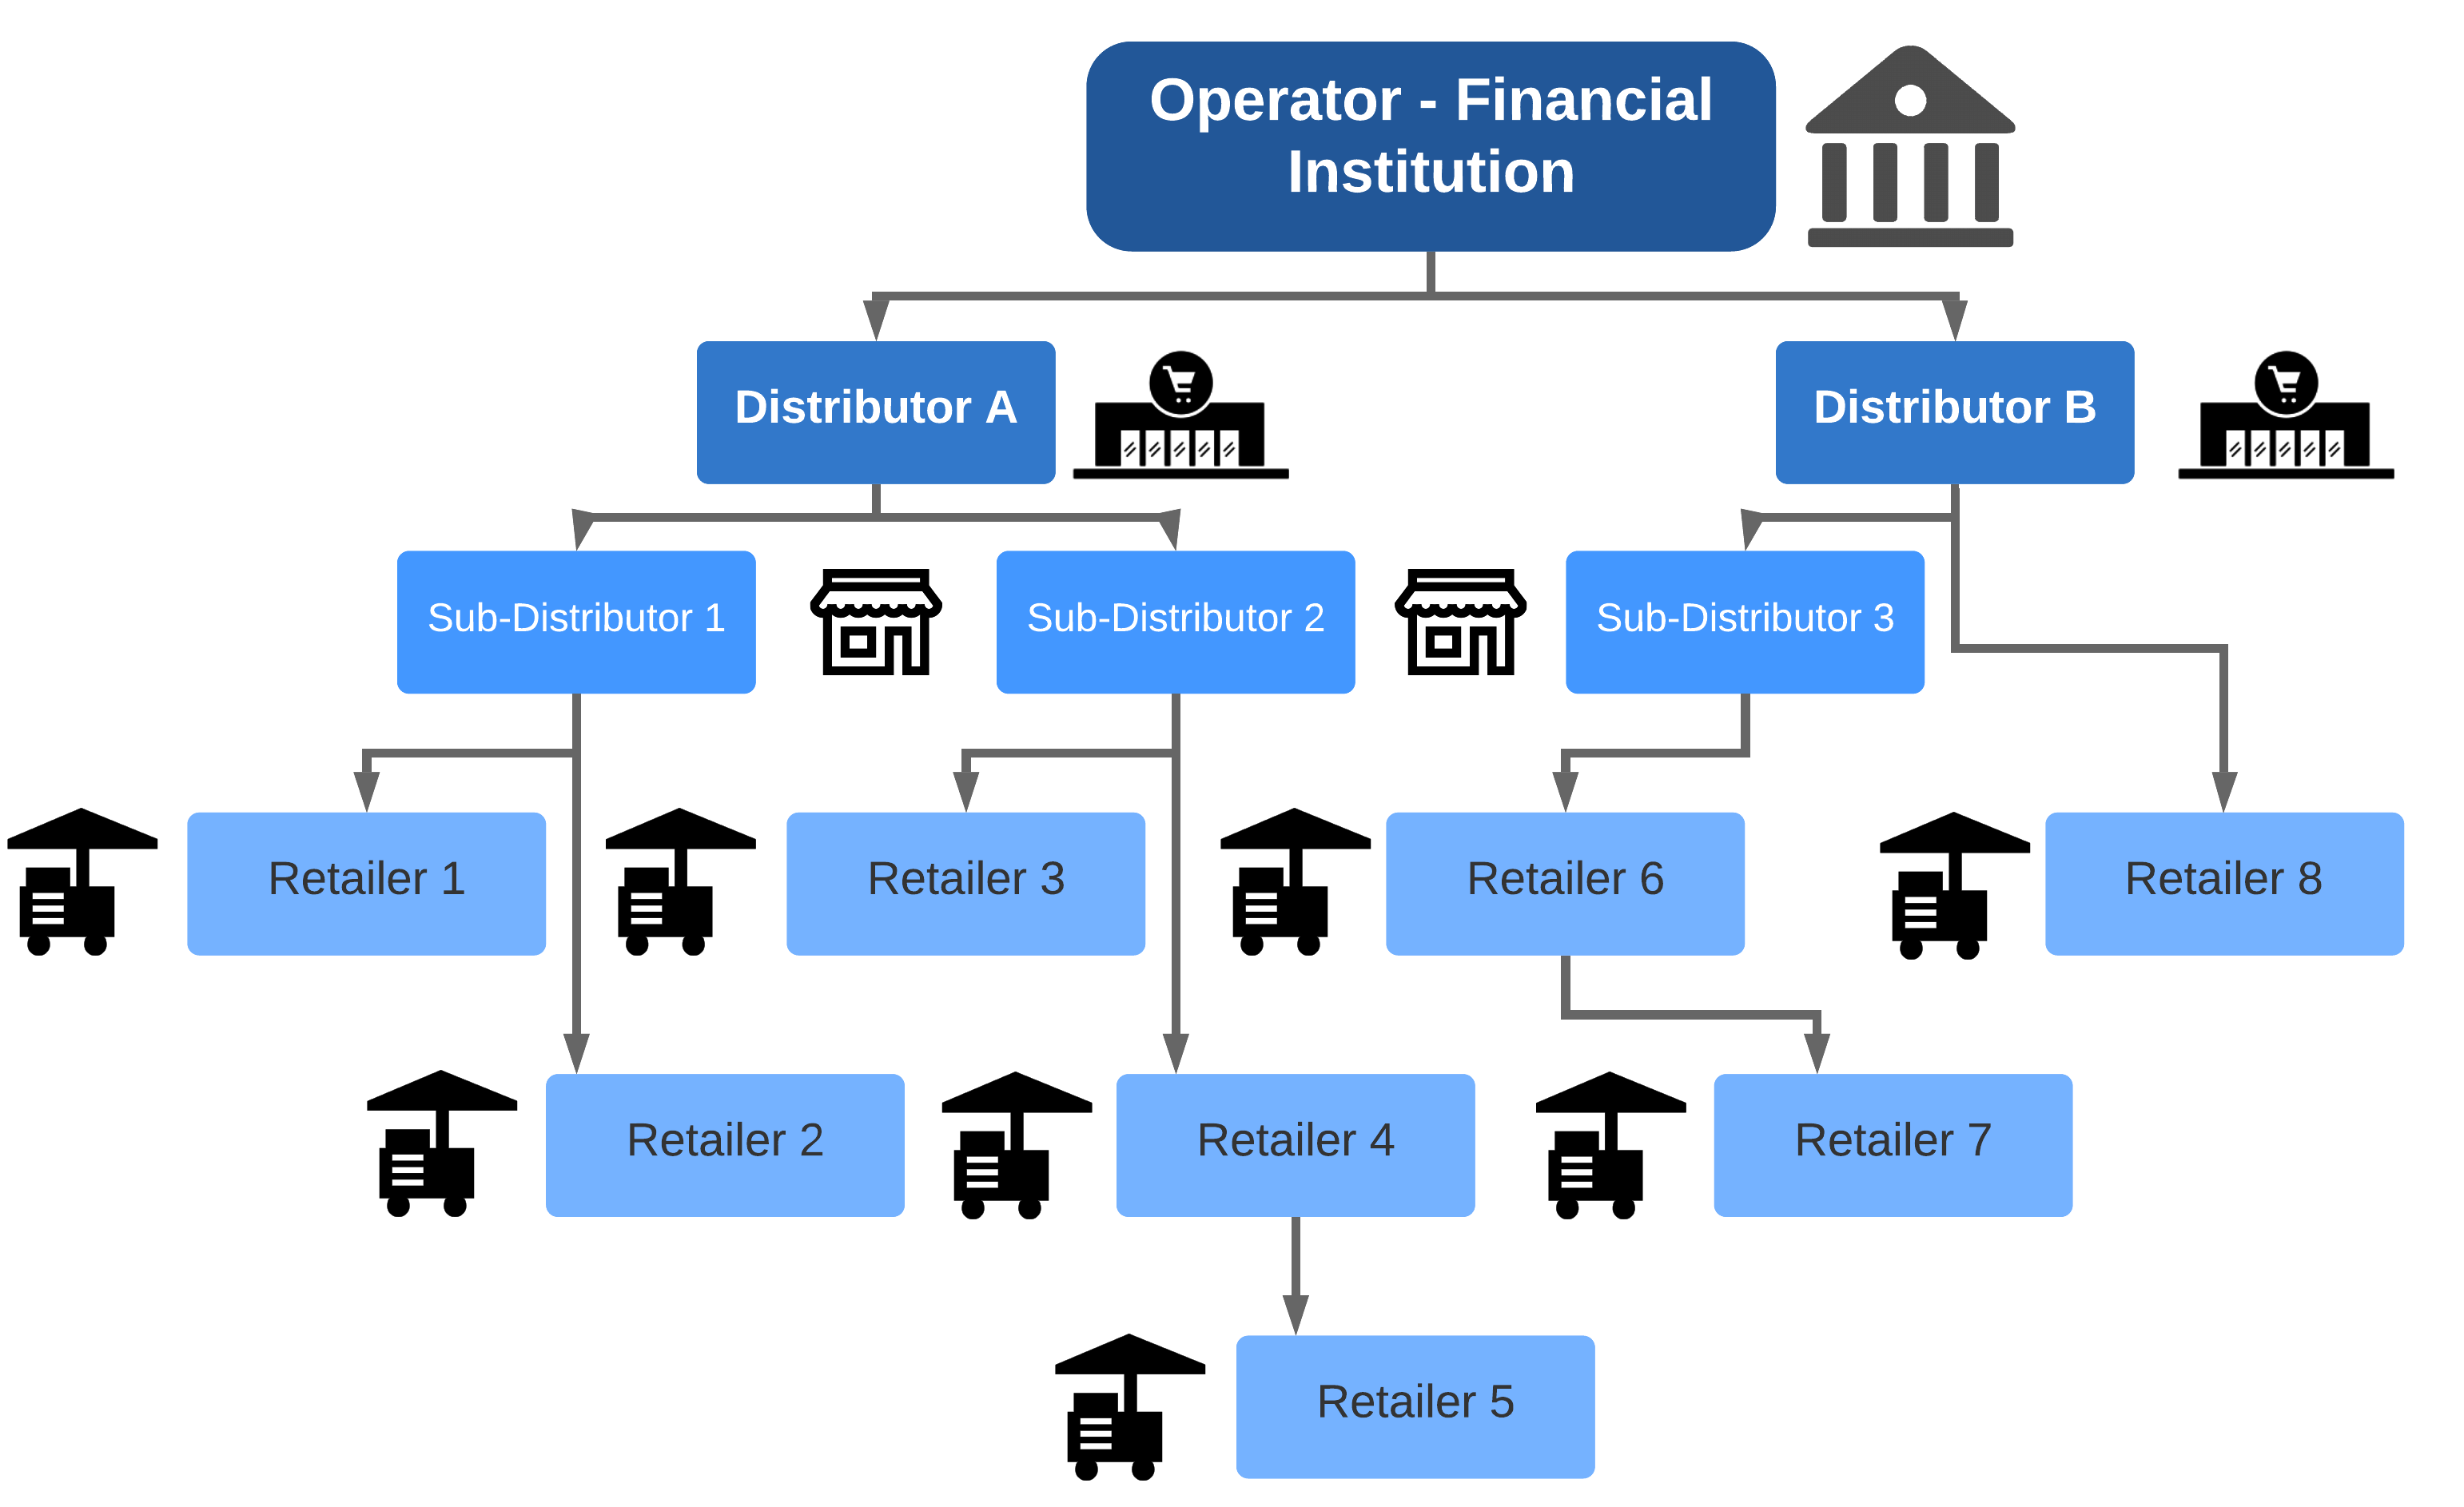 Operator - Financial
Institution
Distributor A
Distributor B
Sub-Distributor 1
Sub-Distributor 2
Sub-Distributor 3
Retailer 1
Retailer 3
Retailer 6
Retailer 8
Retailer 2
Retailer 4
Retailer 7
Retailer 5